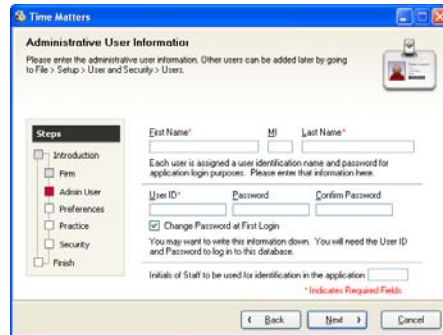 Time Matters
Administrative User Information
Please enter the administrative user information. Other users can be added later by going
to File > Setup > User and Security > Users.
Steps
Introduction
Firm
Admin User
Preferences
Practice
Security
Finish
First Name* MI Last Name*
Each user is assigned a user identification name and password for
application login purposes. Please enter that information here.
User ID* Password Confirm Password
Change Password at First Login
You may want to write this information down. You will need the User ID
and Password to log in to this database.
Initials of Staff to be used for identification in the application
* Indicates Required Fields
Back Next Cancel